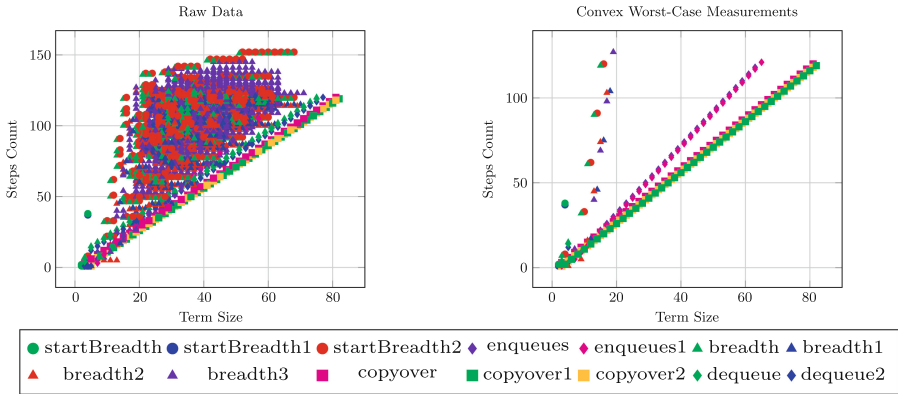 Raw Data
Convex Worst-Case Measurements
150
100
50
0
Steps Count
0 20 40 60 80
Term Size
100
50
0
Steps Count
0 20 40 60 80
Term Size
startBreadth startBreadth1 startBreadth2 enqueues enqueues1 breadth breadth1
breadth2 breadth3 copyover copyover1 copyover2 dequeue dequeue2